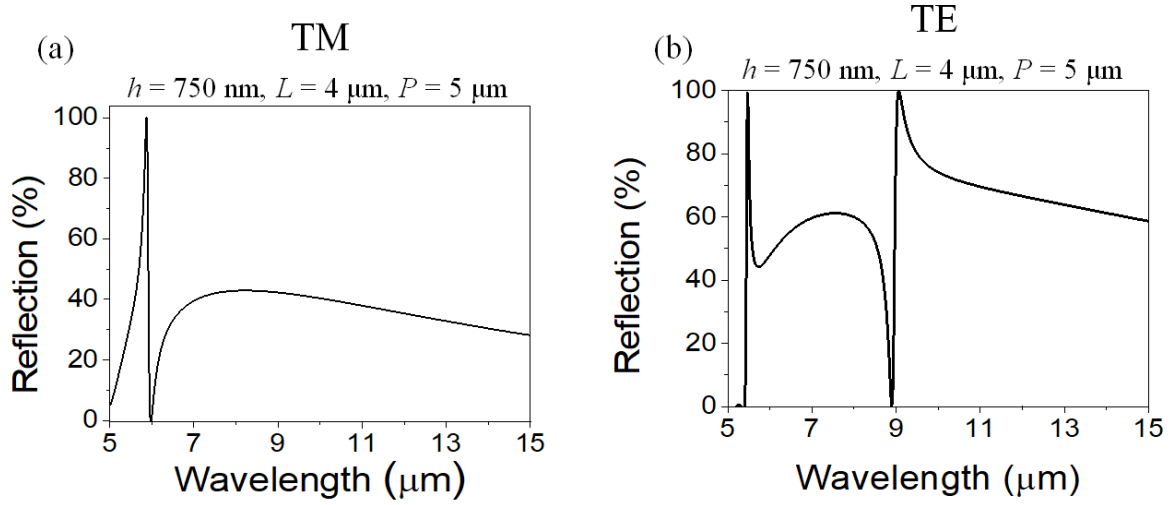 (a)
TM
h = 750 nm, L = 4 μm, P = 5 μm
100
80
60
40
20
0
Reflection (%)
5 7 9 11 13 15
Wavelength (μm)
(b)
TE
h = 750 nm, L = 4 μm, P = 5 μm
100
80
60
40
20
0
Reflection (%)
5 7 9 11 13 15
Wavelength (μm)